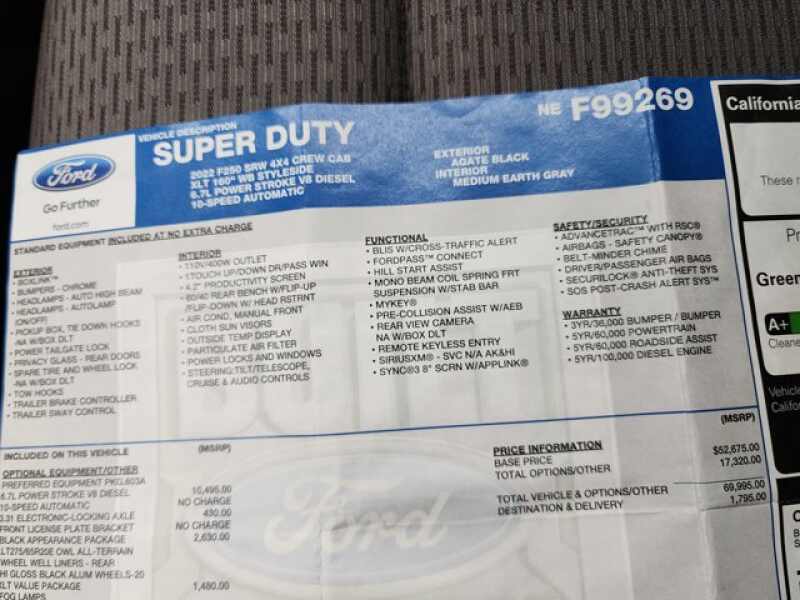 Ford
Go Further
ford.com
VEHICLE DESCRIPTION
SUPER DUTY
2022 F250 SRW 4X4 CREW CAB
XLT 160" WB STYLESIDE
6.7L POWER STROKE V8 DIESEL
10-SPEED AUTOMATIC
EXTERIOR
AGATE BLACK
INTERIOR
MEDIUM EARTH GRAY
NE F99269
STANDARD EQUIPMENT INCLUDED AT NO EXTRA CHARGE
EXTERIOR
• BOXLINK™
• BUMPERS - CHROME
• HEADLAMPS - AUTO HIGH BEAM
• HEADLAMPS - AUTOLAMP
(ON/OFF)
• PICKUP BOX, TIE DOWN HOOKS
-NA W/BOX DLT
• POWER TAILGATE LOCK
• PRIVACY GLASS - REAR DOORS
• SPARE TIRE AND WHEEL LOCK
-NA W/BOX DLT
• TOW HOOKS
• TRAILER BRAKE CONTROLLER
• TRAILER SWAY CONTROL
INTERIOR
• 110V/400W OUTLET
• 1TOUCH UP/DOWN DR/PASS WIN
• 4.2" PRODUCTIVITY SCREEN
• 60/40 REAR BENCH W/FLIP-UP
/FLIP-DOWN W/ HEAD RSTRNT
• AIR COND, MANUAL FRONT
• CLOTH SUN VISORS
• OUTSIDE TEMP DISPLAY
• PARTICULATE AIR FILTER
• POWER LOCKS AND WINDOWS
• STEERING:TILT/TELESCOPE,
CRUISE & AUDIO CONTROLS
FUNCTIONAL
• BLIS W/CROSS-TRAFFIC ALERT
• FORDPASS™ CONNECT
• HILL START ASSIST
• MONO BEAM COIL SPRING FRT
SUSPENSION W/STAB BAR
• MYKEY®
• PRE-COLLISION ASSIST W/AEB
• REAR VIEW CAMERA
NA W/BOX DLT
• REMOTE KEYLESS ENTRY
• SIRIUSXM® - SVC N/A AK&HI
• SYNC®3 8" SCRN W/APPLINK®
SAFETY/SECURITY
• ADVANCETRAC™ WITH RSC®
• AIRBAGS - SAFETY CANOPY®
• BELT-MINDER CHIME
• DRIVER/PASSENGER AIR BAGS
• SECURILOCK® ANTI-THEFT SYS
• SOS POST-CRASH ALERT SYS™
WARRANTY
• 3YR/36,000 BUMPER / BUMPER
• 5YR/60,000 POWERTRAIN
• 5YR/60,000 ROADSIDE ASSIST
• 5YR/100,000 DIESEL ENGINE
INCLUDED ON THIS VEHICLE (MSRP)
OPTIONAL EQUIPMENT/OTHER
PREFERRED EQUIPMENT PKG.603A
6.7L POWER STROKE V8 DIESEL 10,495.00
10-SPEED AUTOMATIC NO CHARGE
3.31 ELECTRONIC-LOCKING AXLE 430.00
FRONT LICENSE PLATE BRACKET NO CHARGE
BLACK APPEARANCE PACKAGE 2,630.00
LT275/65R20E OWL ALL-TERRAIN
WHEEL WELL LINERS - REAR
HI GLOSS BLACK ALUM WHEELS-20
XLT VALUE PACKAGE 1,480.00
FOG LAMPS
(MSRP)
PRICE INFORMATION
BASE PRICE $52,675.00
TOTAL OPTIONS/OTHER 17,320.00
TOTAL VEHICLE & OPTIONS/OTHER 69,995.00
DESTINATION & DELIVERY 1,795.00
Ford
California
These
Green
A+
Cleane
Vehicle
Califor